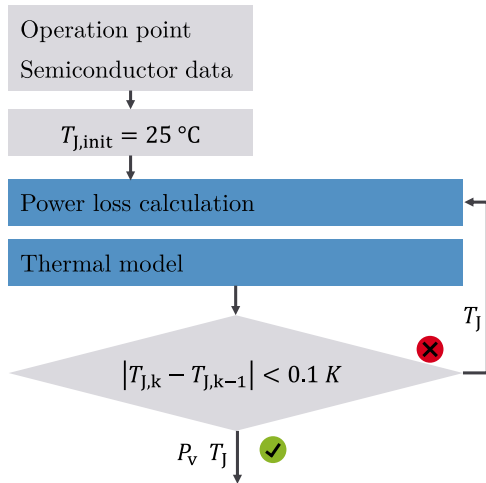 Operation point
Semiconductor data
T_J,init = 25 °C
Power loss calculation
Thermal model
T_J
|T_J,k − T_J,k−1| < 0.1 K
P_v T_J